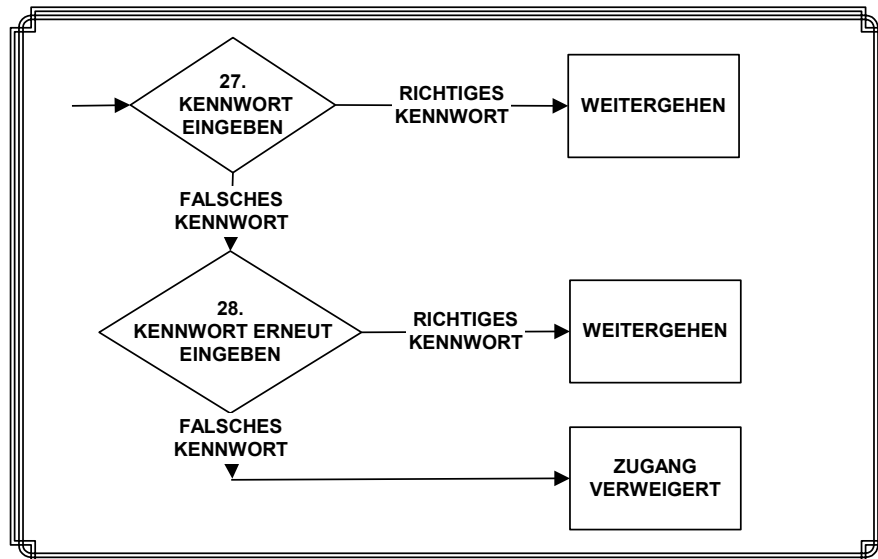 27.
KENNWORT
EINGEBEN
RICHTIGES
KENNWORT
WEITERGEHEN
FALSCHES
KENNWORT
28.
KENNWORT ERNEUT
EINGEBEN
RICHTIGES
KENNWORT
WEITERGEHEN
FALSCHES
KENNWORT
ZUGANG
VERWEIGERT